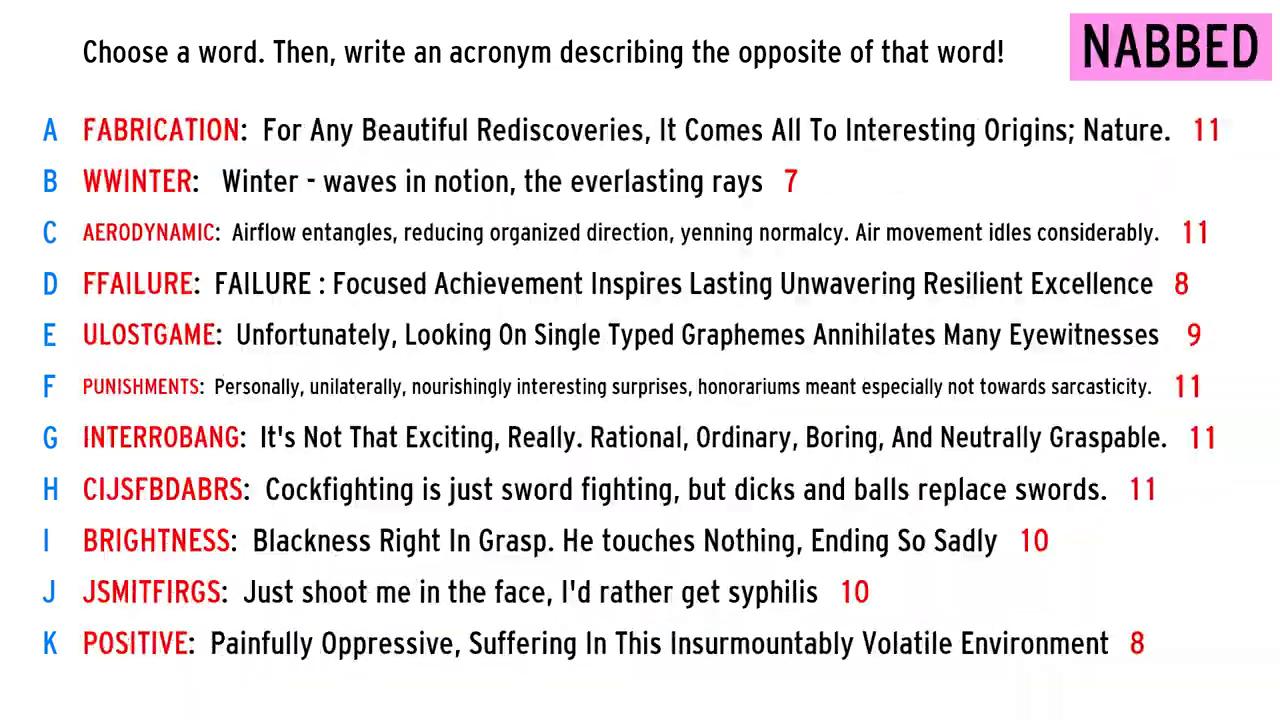 Choose a word. Then, write an acronym describing the opposite of that word! NABBED
A FABRICATION: For Any Beautiful Rediscoveries, It Comes All To Interesting Origins; Nature. 11
B WWINTER: Winter - waves in notion, the everlasting rays 7
C AERODYNAMIC: Airflow entangles, reducing organized direction, yenning normalcy. Air movement idles considerably. 11
D FFAILURE: FAILURE : Focused Achievement Inspires Lasting Unwavering Resilient Excellence 8
E ULOSTGAME: Unfortunately, Looking On Single Typed Graphemes Annihilates Many Eyewitnesses 9
F PUNISHMENTS: Personally, unilaterally, nourishingly interesting surprises, honorariums meant especially not towards sarcasticity. 11
G INTERROBANG: It's Not That Exciting, Really. Rational, Ordinary, Boring, And Neutrally Graspable. 11
H CIJSFBDABRS: Cockfighting is just sword fighting, but dicks and balls replace swords. 11
I BRIGHTNESS: Blackness Right In Grasp. He touches Nothing, Ending So Sadly 10
J JSMITFIRGS: Just shoot me in the face, I'd rather get syphilis 10
K POSITIVE: Painfully Oppressive, Suffering In This Insurmountably Volatile Environment 8